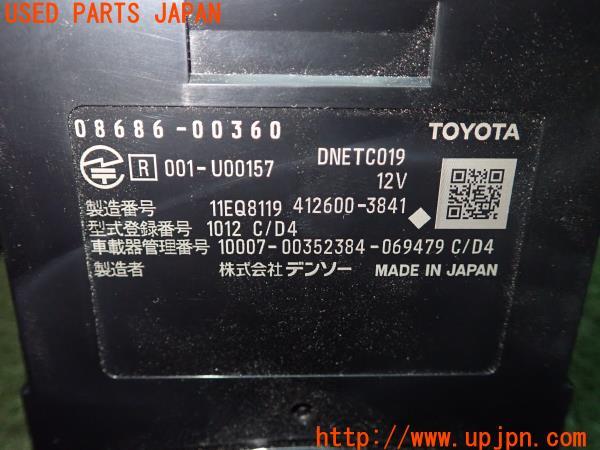 USED PARTS JAPAN
08686-00360 TOYOTA
R 001-U00157 DNETC019
12V
製造番号 11EQ8119 412600-3841
型式登録番号 1012 C/D4
車載器管理番号 10007-00352384-069479 C/D4
製造者 株式会社デンソー MADE IN JAPAN
http://www.upjpn.com